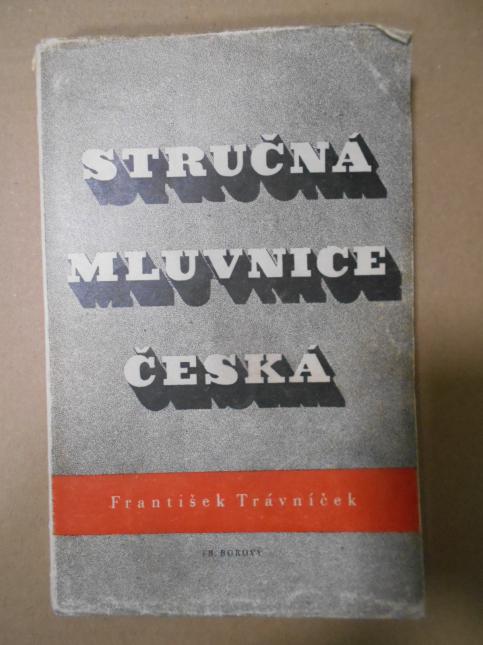 STRUČNÁ
MLUVNICE
ČESKÁ
František Trávníček
FR. BOROVÝ